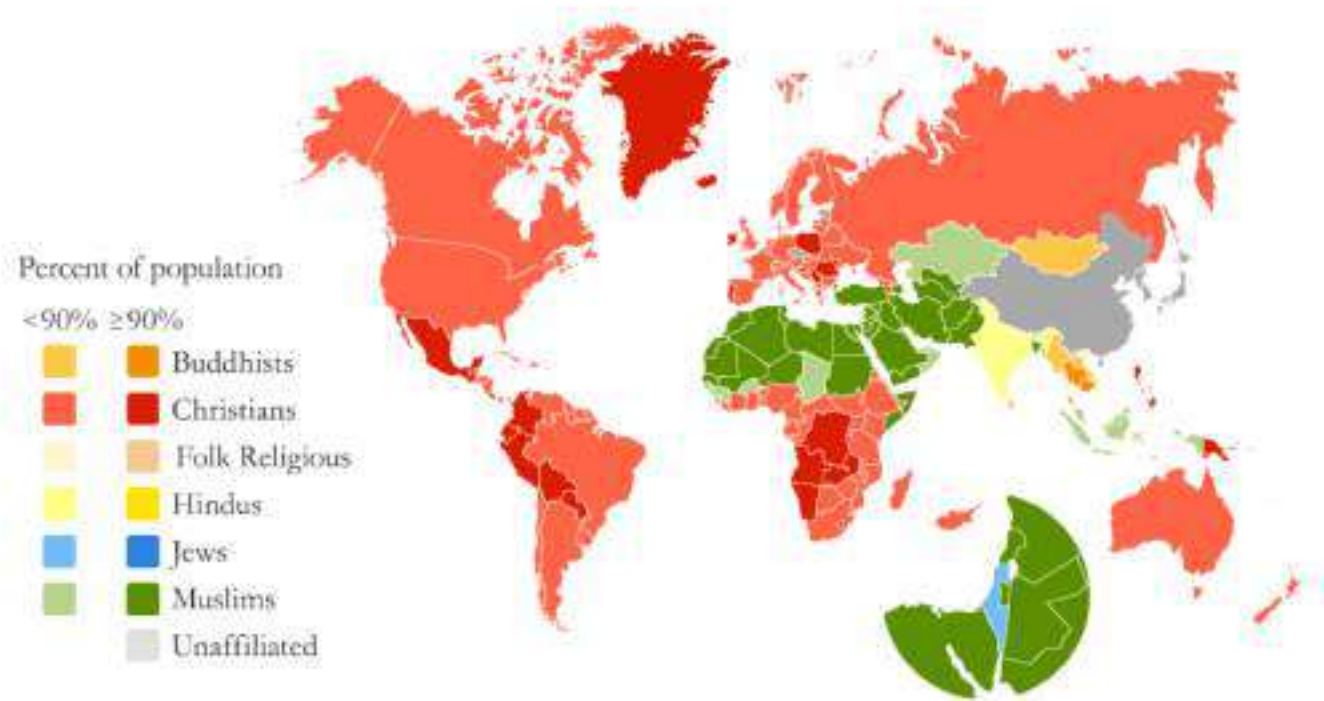 Percent of population
<90% ≥90%
Buddhists
Christians
Folk Religious
Hindus
Jews
Muslims
Unaffiliated